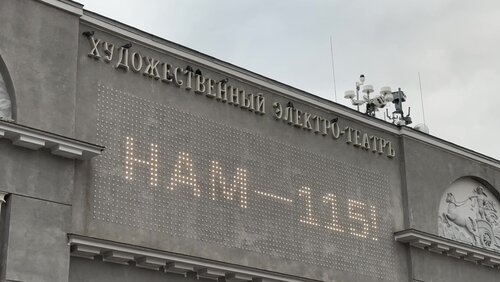 ХУДОЖЕСТВЕННЫЙ ЭЛЕКТРО-ТЕАТРЪ
НАМ—115!